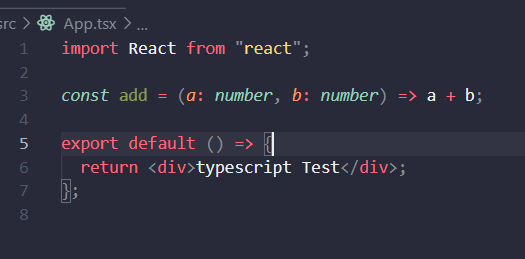 src > App.tsx > ...
1 import React from "react";
2
3 const add = (a: number, b: number) => a + b;
4
5 export default () => {
6   return <div>typescript Test</div>;
7 };
8